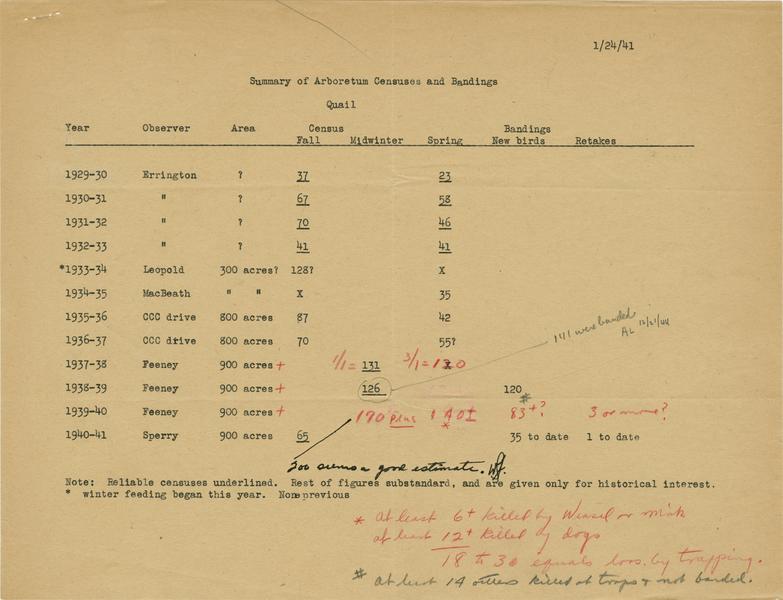 1/24/41
Summary of Arboretum Censuses and Bandings
Quail
Year Observer Area Census Bandings
Fall Midwinter Spring New birds Retakes
1929-30 Errington ? 37 23
1930-31 " ? 67 58
1931-32 " ? 70 46
1932-33 " ? 41 41
*1933-34 Leopold 300 acres? 128? X
1934-35 MacBeath " " X 35
1935-36 CCC drive 800 acres 87 42
141 were banded
AL 12/21/44
1936-37 CCC drive 800 acres 70 55?
1937-38 Feeney 900 acres + 1/1= 131 3/1= 130
1938-39 Feeney 900 acres + 126 120
1939-40 Feeney 900 acres + 190 plus 140± * 83+? # 3 or more?
1940-41 Sperry 900 acres 65 35 to date 1 to date
200 seems a good estimate.
Note: Reliable censuses underlined. Rest of figures substandard, and are given only for historical interest.
* winter feeding began this year. None previous
* At least 6+ killed by Weasel or mink
at least 12+ killed by dogs
18 to 30 equals loss by trapping.
# At least 14 others killed at traps & not banded.